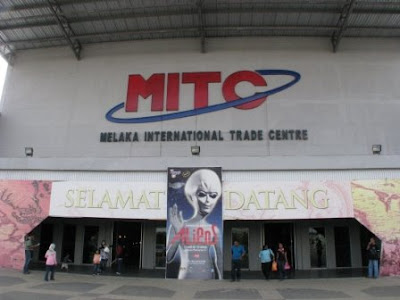 MITC
MELAKA INTERNATIONAL TRADE CENTRE
SELAMAT DATANG